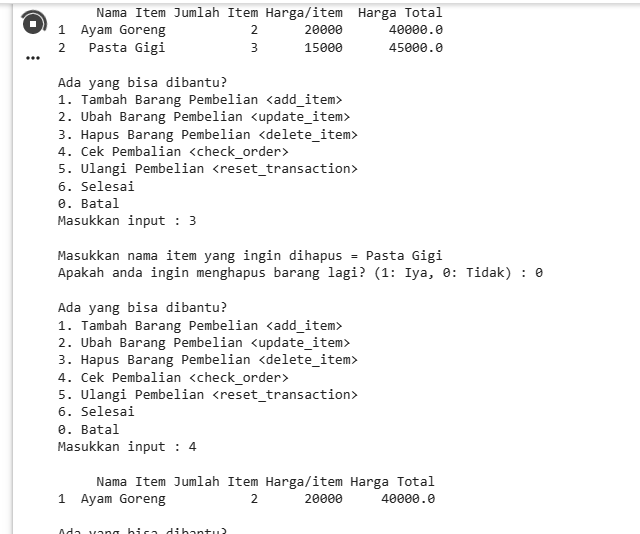 Nama Item Jumlah Item Harga/item Harga Total
1 Ayam Goreng 2 20000 40000.0
2 Pasta Gigi 3 15000 45000.0
Ada yang bisa dibantu?
1. Tambah Barang Pembelian <add_item>
2. Ubah Barang Pembelian <update_item>
3. Hapus Barang Pembelian <delete_item>
4. Cek Pembalian <check_order>
5. Ulangi Pembelian <reset_transaction>
6. Selesai
0. Batal
Masukkan input : 3
Masukkan nama item yang ingin dihapus = Pasta Gigi
Apakah anda ingin menghapus barang lagi? (1: Iya, 0: Tidak) : 0
Ada yang bisa dibantu?
1. Tambah Barang Pembelian <add_item>
2. Ubah Barang Pembelian <update_item>
3. Hapus Barang Pembelian <delete_item>
4. Cek Pembalian <check_order>
5. Ulangi Pembelian <reset_transaction>
6. Selesai
0. Batal
Masukkan input : 4
Nama Item Jumlah Item Harga/item Harga Total
1 Ayam Goreng 2 20000 40000.0
Ada yang bisa dibantu?